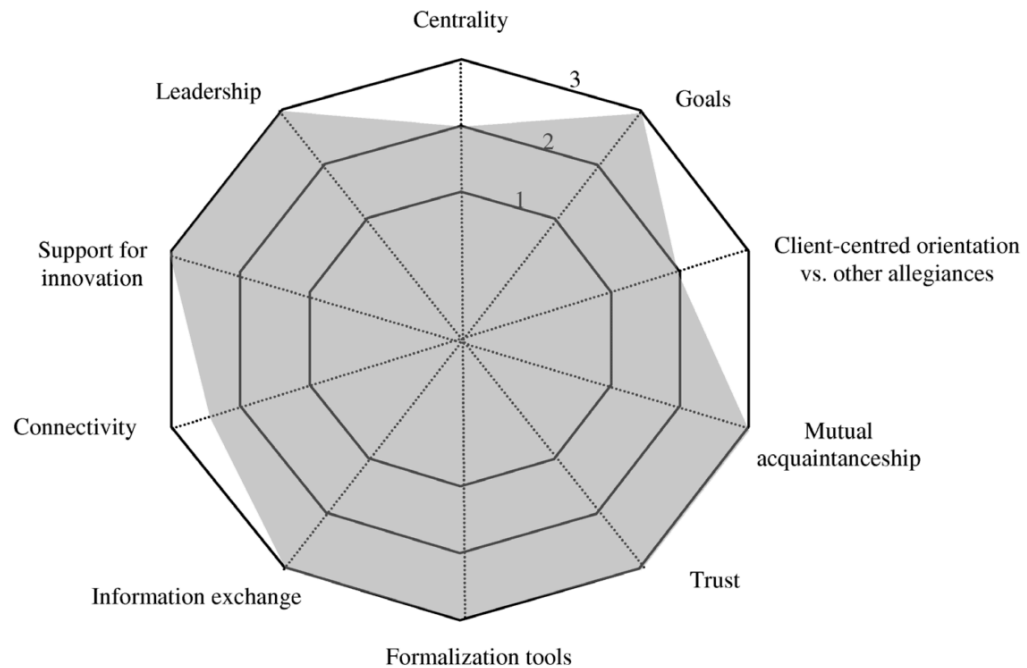 Centrality
3
Leadership
Goals
2
1
Support for
innovation
Client-centred orientation
vs. other allegiances
Connectivity
Mutual
acquaintanceship
Information exchange
Trust
Formalization tools